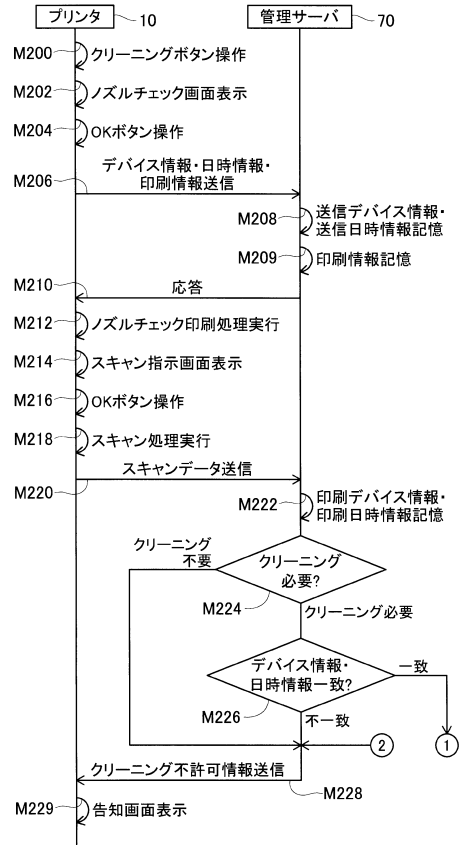 プリンタ 10
管理サーバ 70
M200 クリーニングボタン操作
M202 ノズルチェック画面表示
M204 OKボタン操作
デバイス情報・日時情報・
印刷情報送信
M206
M208 送信デバイス情報・
送信日時情報記憶
M209 印刷情報記憶
M210 応答
M212 ノズルチェック印刷処理実行
M214 スキャン指示画面表示
M216 OKボタン操作
M218 スキャン処理実行
スキャンデータ送信
M220
M222 印刷デバイス情報・
印刷日時情報記憶
クリーニング
不要
クリーニング
必要?
M224
クリーニング必要
デバイス情報・
日時情報一致?
一致
M226
不一致
2
1
クリーニング不許可情報送信
M228
M229 告知画面表示